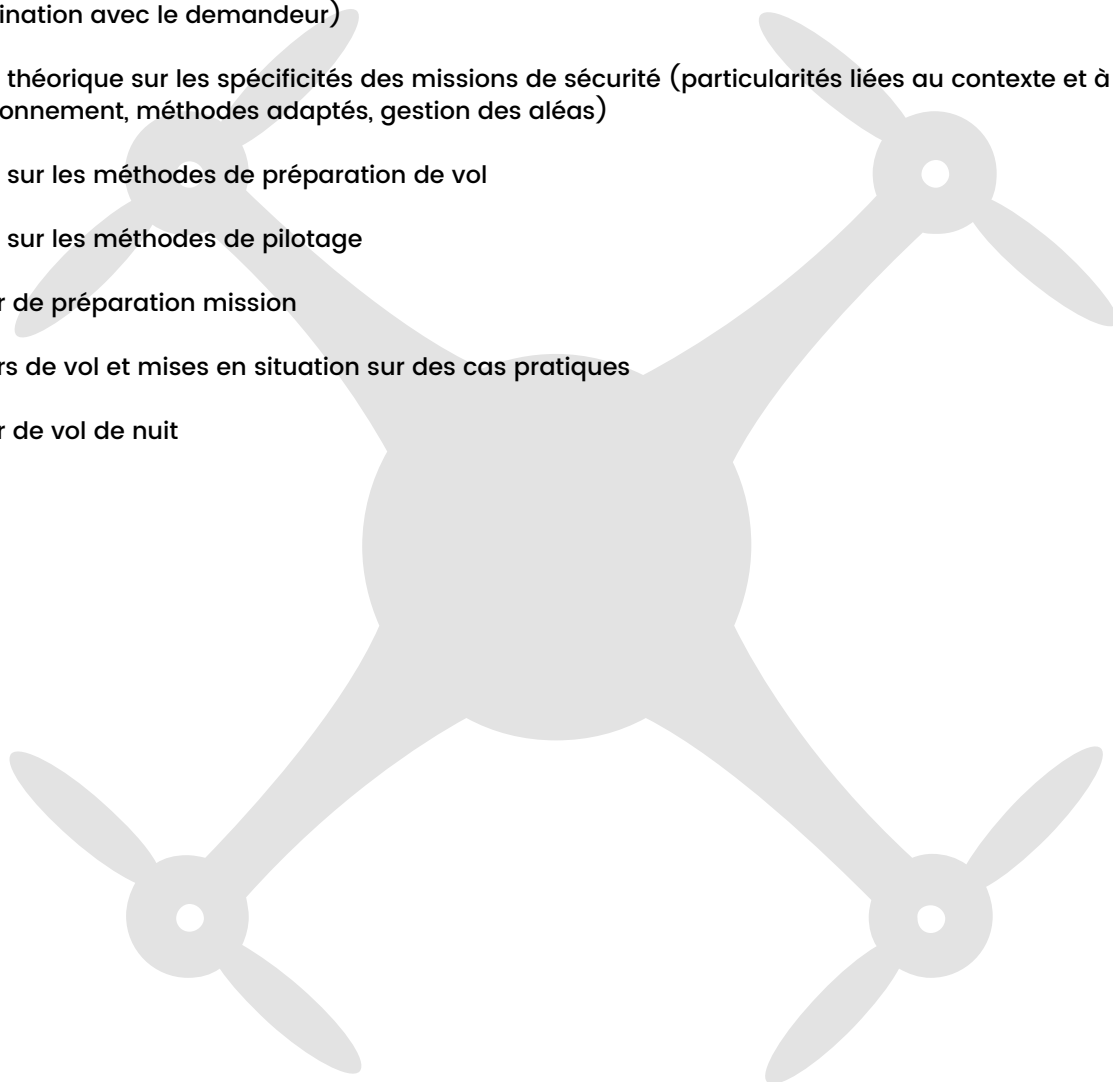 ination avec le demandeur)
théorique sur les spécificités des missions de sécurité (particularités liées au contexte et à
onnement, méthodes adaptés, gestion des aléas)
sur les méthodes de préparation de vol
sur les méthodes de pilotage
r de préparation mission
rs de vol et mises en situation sur des cas pratiques
r de vol de nuit